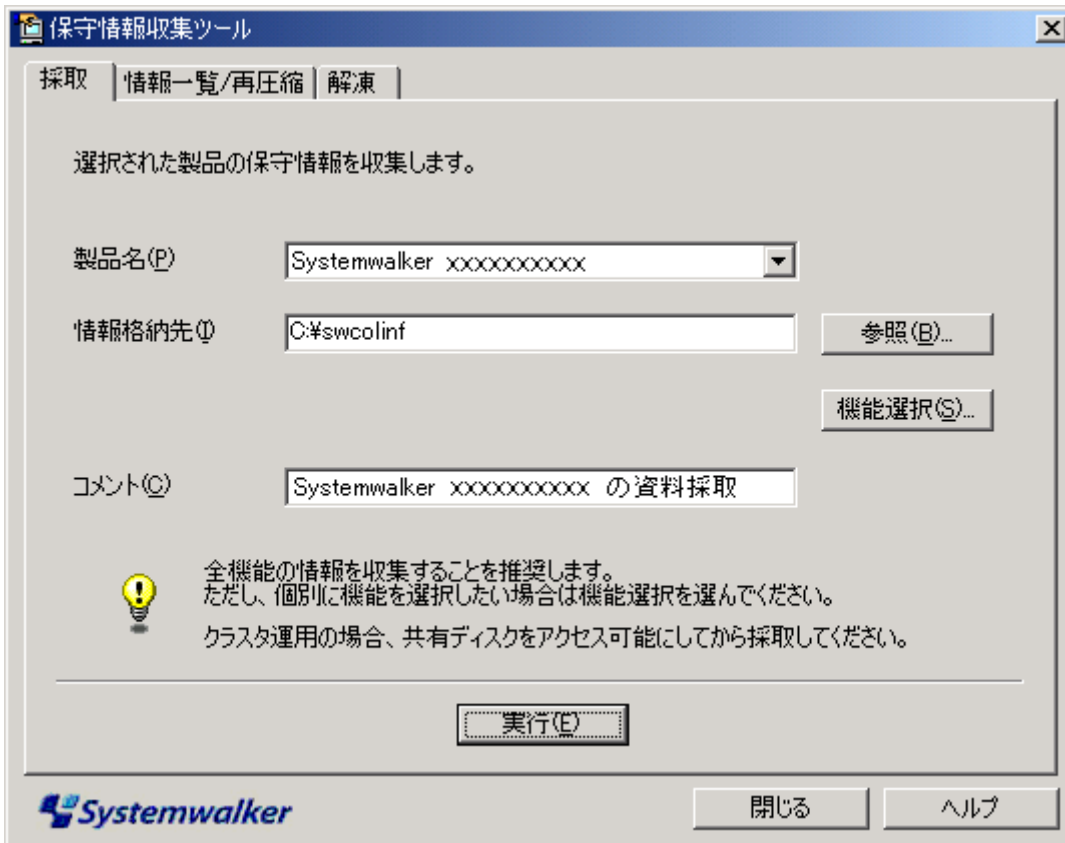 保守情報収集ツール
採取 情報一覧/再圧縮 解凍
選択された製品の保守情報を収集します。
製品名(P) Systemwalker xxxxxxxxxxx
情報格納先(I) C:¥swcolinf 参照(B)...
機能選択(S)...
コメント(C) Systemwalker xxxxxxxxxxx の資料採取
全機能の情報を収集することを推奨します。
ただし、個別に機能を選択したい場合は機能選択を選んでください。
クラスタ運用の場合、共有ディスクをアクセス可能にしてから採取してください。
実行(E)
Systemwalker 閉じる ヘルプ